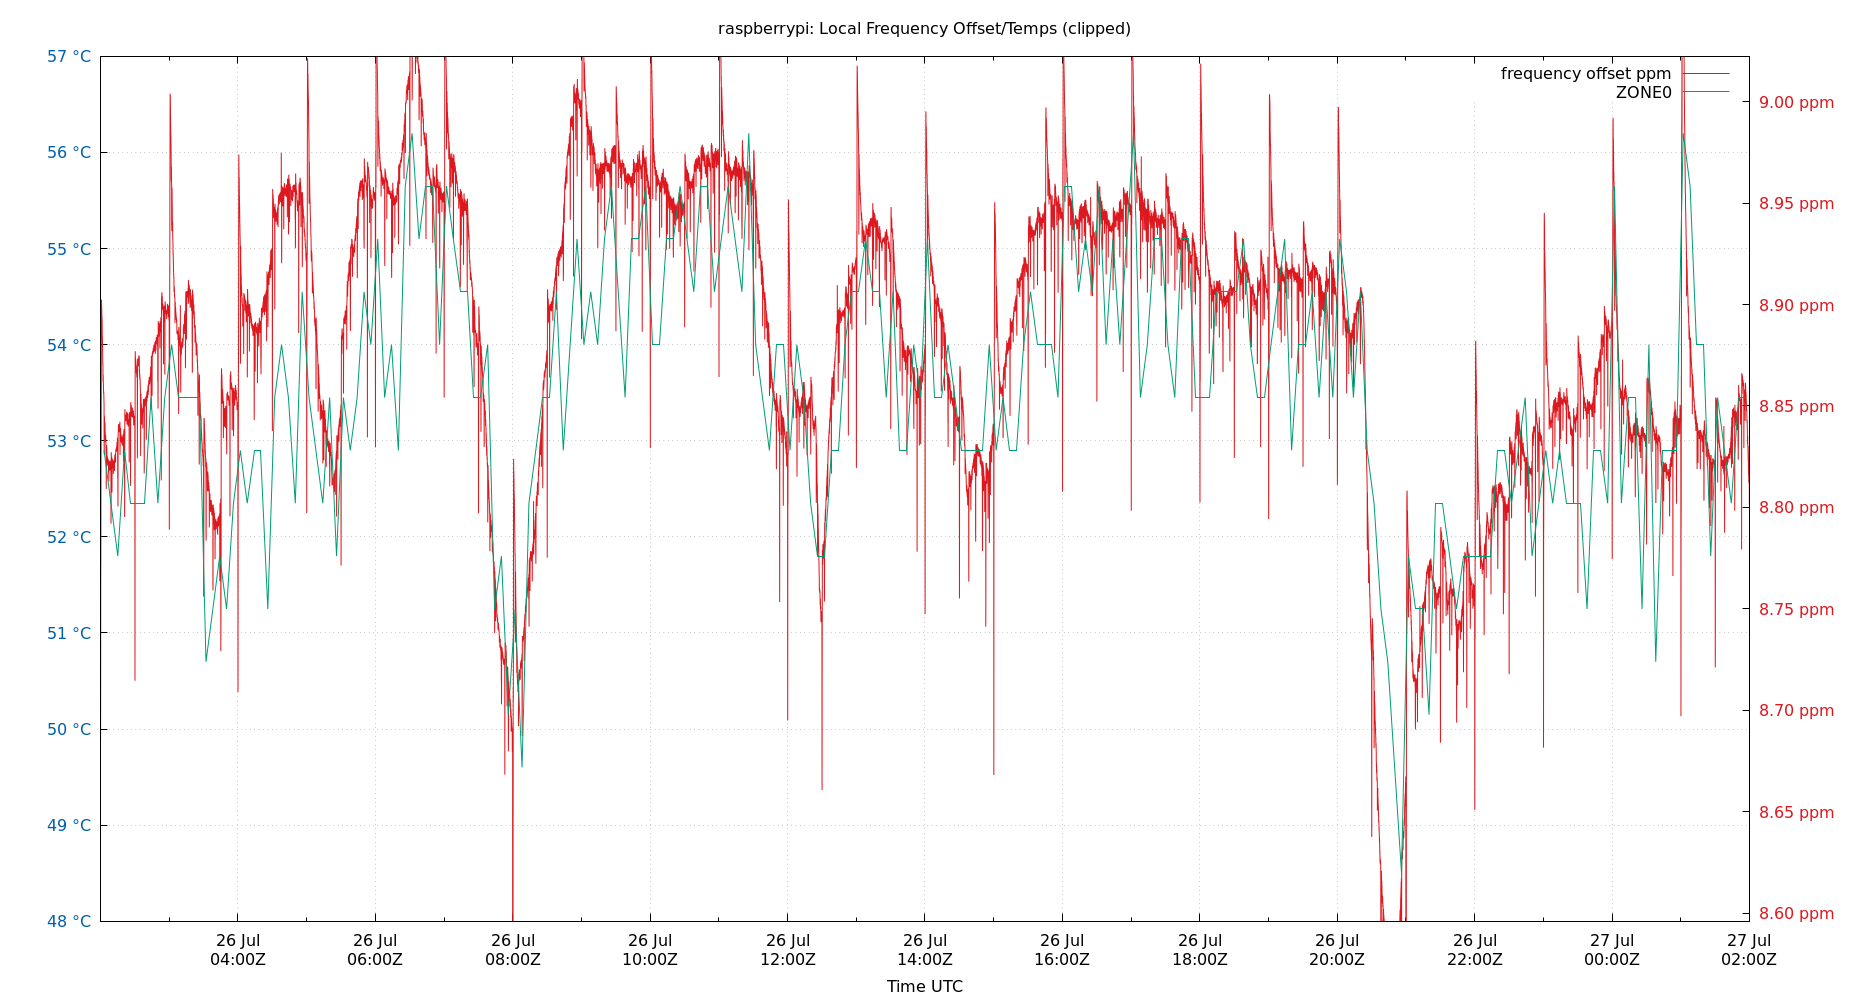 raspberrypi: Local Frequency Offset/Temps (clipped)
57 °C
56 °C
55 °C
54 °C
53 °C
52 °C
51 °C
50 °C
49 °C
48 °C
frequency offset ppm
ZONE0
9.00 ppm
8.95 ppm
8.90 ppm
8.85 ppm
8.80 ppm
8.75 ppm
8.70 ppm
8.65 ppm
8.60 ppm
26 Jul
04:00Z
26 Jul
06:00Z
26 Jul
08:00Z
26 Jul
10:00Z
26 Jul
12:00Z
26 Jul
14:00Z
26 Jul
16:00Z
26 Jul
18:00Z
26 Jul
20:00Z
26 Jul
22:00Z
27 Jul
00:00Z
27 Jul
02:00Z
Time UTC